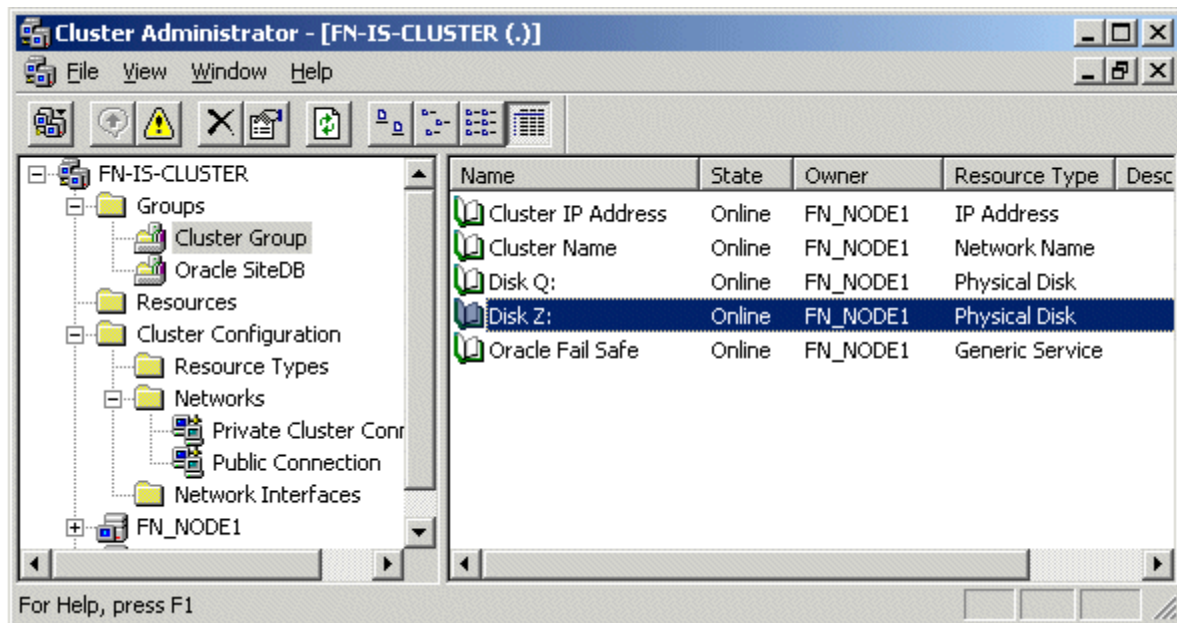 Cluster Administrator - [FN-IS-CLUSTER (.)]
File View Window Help
FN-IS-CLUSTER
Groups
Cluster Group
Oracle SiteDB
Resources
Cluster Configuration
Resource Types
Networks
Private Cluster Conr
Public Connection
Network Interfaces
FN_NODE1
Name State Owner Resource Type Desc
Cluster IP Address Online FN_NODE1 IP Address
Cluster Name Online FN_NODE1 Network Name
Disk Q: Online FN_NODE1 Physical Disk
Disk Z: Online FN_NODE1 Physical Disk
Oracle Fail Safe Online FN_NODE1 Generic Service
For Help, press F1